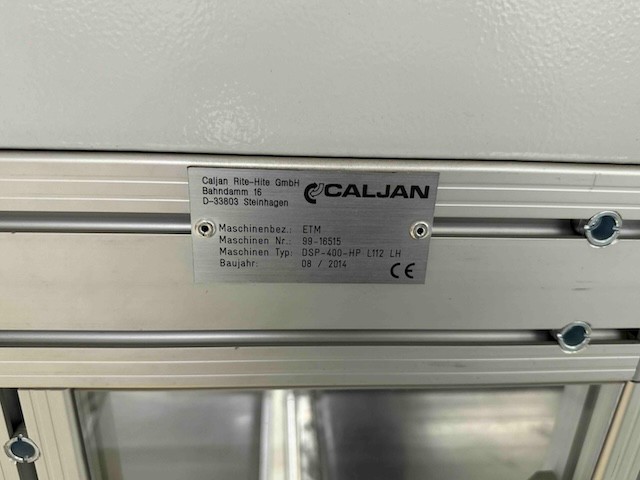 Caljan Rite-Hite GmbH
Bahndamm 16
D-33803 Steinhagen
CALJAN
Maschinenbez.: ETM
Maschinen Nr.: 99-16515
Maschinen Typ: DSP-400-HP L112 LH
Baujahr: 08 / 2014
CE